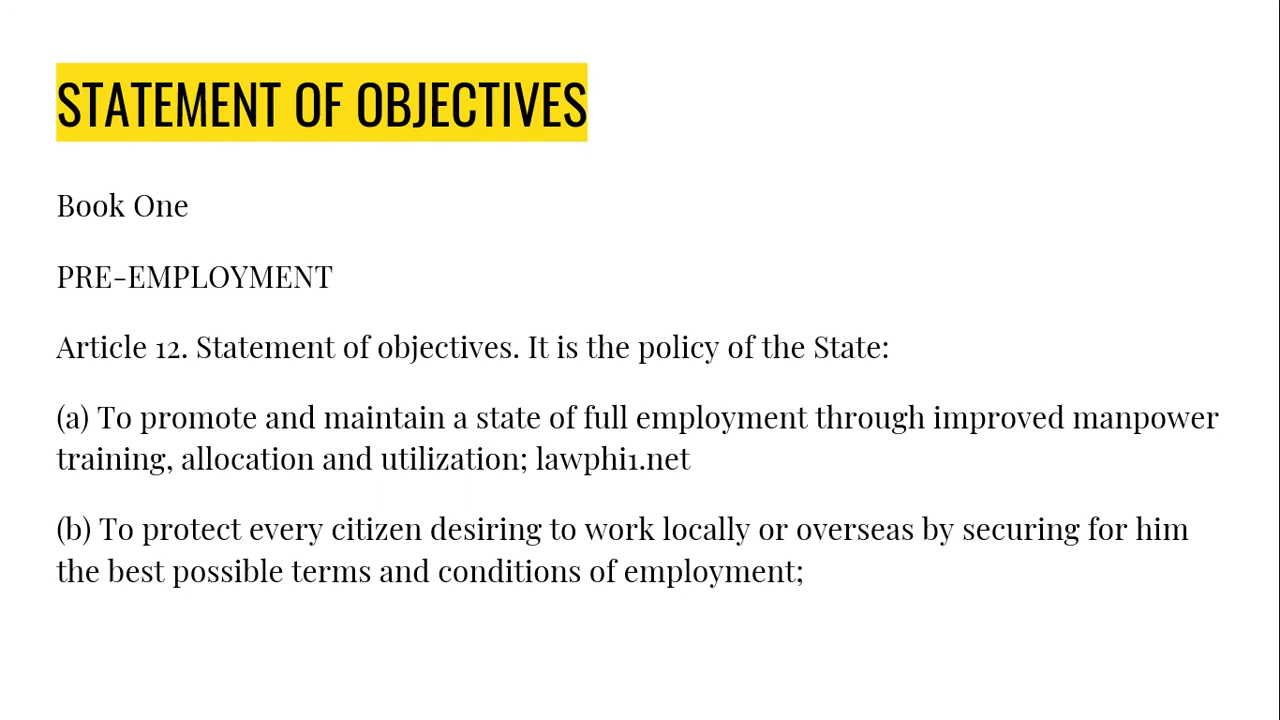 STATEMENT OF OBJECTIVES
Book One
PRE-EMPLOYMENT
Article 12. Statement of objectives. It is the policy of the State:
(a) To promote and maintain a state of full employment through improved manpower
training, allocation and utilization; lawphi1.net
(b) To protect every citizen desiring to work locally or overseas by securing for him
the best possible terms and conditions of employment;